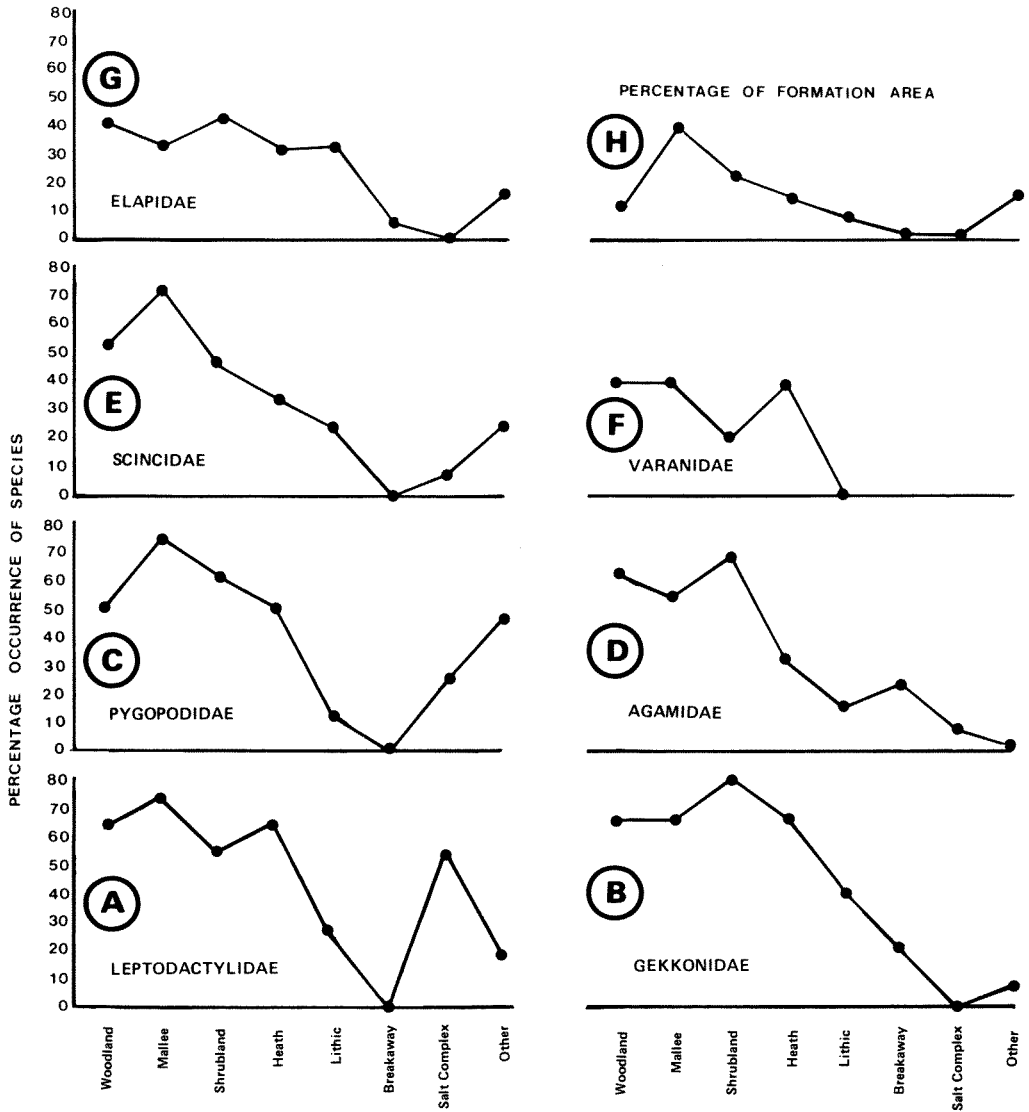 80
70
60
50
40
30
20
10
0
G
ELAPIDAE
PERCENTAGE OF FORMATION AREA
H
80
70
60
50
40
30
20
10
0
E
SCINCIDAE
F
VARANIDAE
PERCENTAGE OCCURRENCE OF SPECIES
80
70
60
50
40
30
20
10
0
C
PYGOPODIDAE
D
AGAMIDAE
80
70
60
50
40
30
20
10
0
A
LEPTODACTYLIDAE
B
GEKKONIDAE
Woodland
Mallee
Shrubland
Heath
Lithic
Breakaway
Salt Complex
Other
Woodland
Mallee
Shrubland
Heath
Lithic
Breakaway
Salt Complex
Other